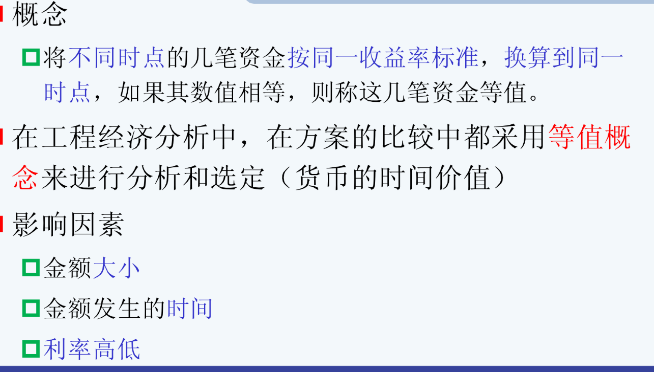 概念
将不同时点的几笔资金按同一收益率标准，换算到同一
时点，如果其数值相等，则称这几笔资金等值。
在工程经济分析中，在方案的比较中都采用等值概
念来进行分析和选定（货币的时间价值）
影响因素
金额大小
金额发生的时间
利率高低